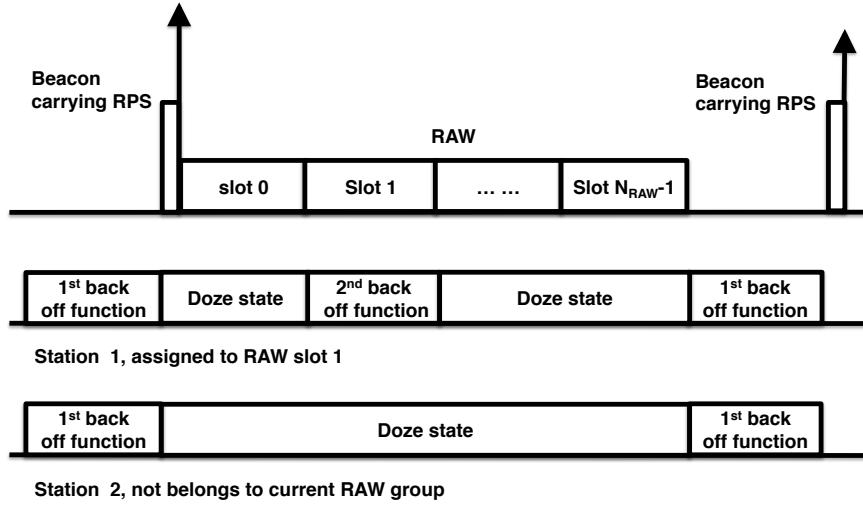 Beacon
carrying RPS
Beacon
carrying RPS
RAW
slot 0
Slot 1
... ...
Slot N_RAW-1
1st back
off function
Doze state
2nd back
off function
Doze state
1st back
off function
Station 1, assigned to RAW slot 1
1st back
off function
Doze state
1st back
off function
Station 2, not belongs to current RAW group